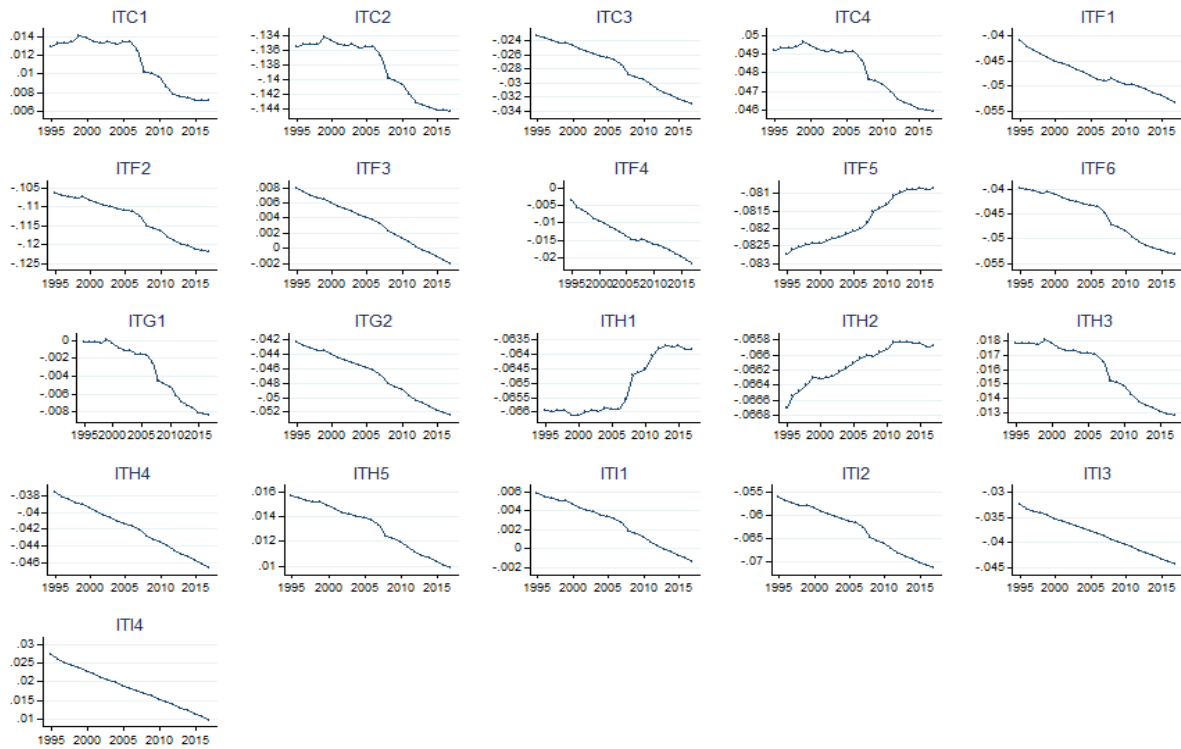 ITC1 ITC2 ITC3 ITC4 ITF1
.014 .012 .01 .008 .006
1995 2000 2005 2010 2015
-.134 -.136 -.138 -.14 -.142 -.144
1995 2000 2005 2010 2015
-.024 -.026 -.028 -.03 -.032 -.034
1995 2000 2005 2010 2015
.05 .049 .048 .047 .046
1995 2000 2005 2010 2015
-.04 -.045 -.05 -.055
1995 2000 2005 2010 2015
ITF2 ITF3 ITF4 ITF5 ITF6
-.105 -.11 -.115 -.12 -.125
1995 2000 2005 2010 2015
.008 .006 .004 .002 0 -.002
1995 2000 2005 2010 2015
0 -.005 -.01 -.015 -.02
1995 2000 2005 2010 2015
-.081 -.0815 -.082 -.0825 -.083
1995 2000 2005 2010 2015
-.04 -.045 -.05 -.055
1995 2000 2005 2010 2015
ITG1 ITG2 ITH1 ITH2 ITH3
0 -.002 -.004 -.006 -.008
1995 2000 2005 2010 2015
-.042 -.044 -.046 -.048 -.05 -.052
1995 2000 2005 2010 2015
-.0635 -.064 -.0645 -.065 -.0655 -.066
1995 2000 2005 2010 2015
-.0658 -.066 -.0662 -.0664 -.0666 -.0668
1995 2000 2005 2010 2015
.018 .017 .016 .015 .014 .013
1995 2000 2005 2010 2015
ITH4 ITH5 ITI1 ITI2 ITI3
-.038 -.04 -.042 -.044 -.046
1995 2000 2005 2010 2015
.016 .014 .012 .01
1995 2000 2005 2010 2015
.006 .004 .002 0 -.002
1995 2000 2005 2010 2015
-.055 -.06 -.065 -.07
1995 2000 2005 2010 2015
-.03 -.035 -.04 -.045
1995 2000 2005 2010 2015
ITI4
.03 .025 .02 .015 .01
1995 2000 2005 2010 2015